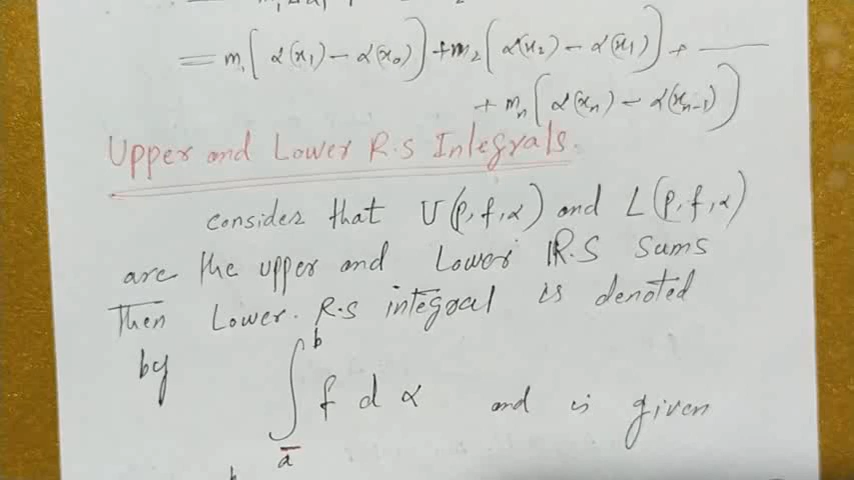 = m₁[α(x₁) – α(x₀)] + m₂[α(x₂) – α(x₁)] + ———
+ mₙ[α(xₙ) – α(xₙ₋₁)]
Upper and Lower R.S Integrals.
consider that U(P,f,α) and L(P,f,α)
are the upper and Lower R.S sums
Then Lower. R.S integral is denoted
by ∫ₐᵇ f d α and is given
b